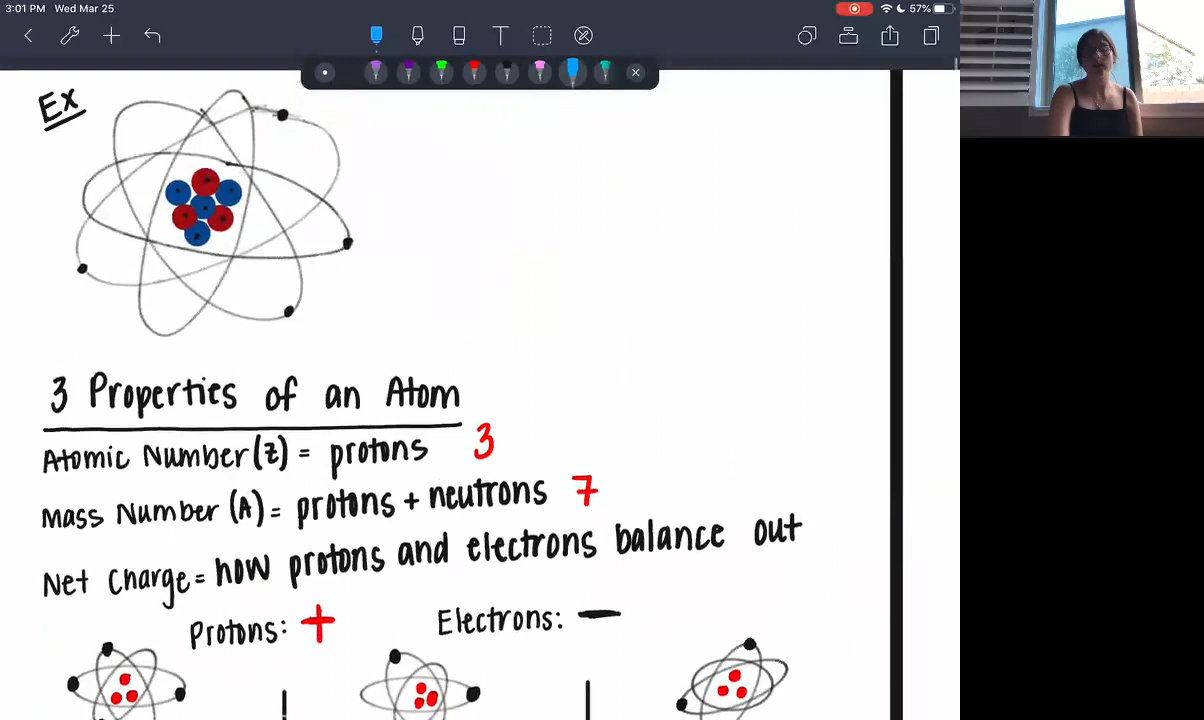 3:01 PM Wed Mar 25
57%
T
Ex
3 Properties of an Atom
Atomic Number (Z) = protons 3
Mass Number (A) = protons + neutrons 7
Net Charge = how protons and electrons balance out
Protons: + Electrons: —